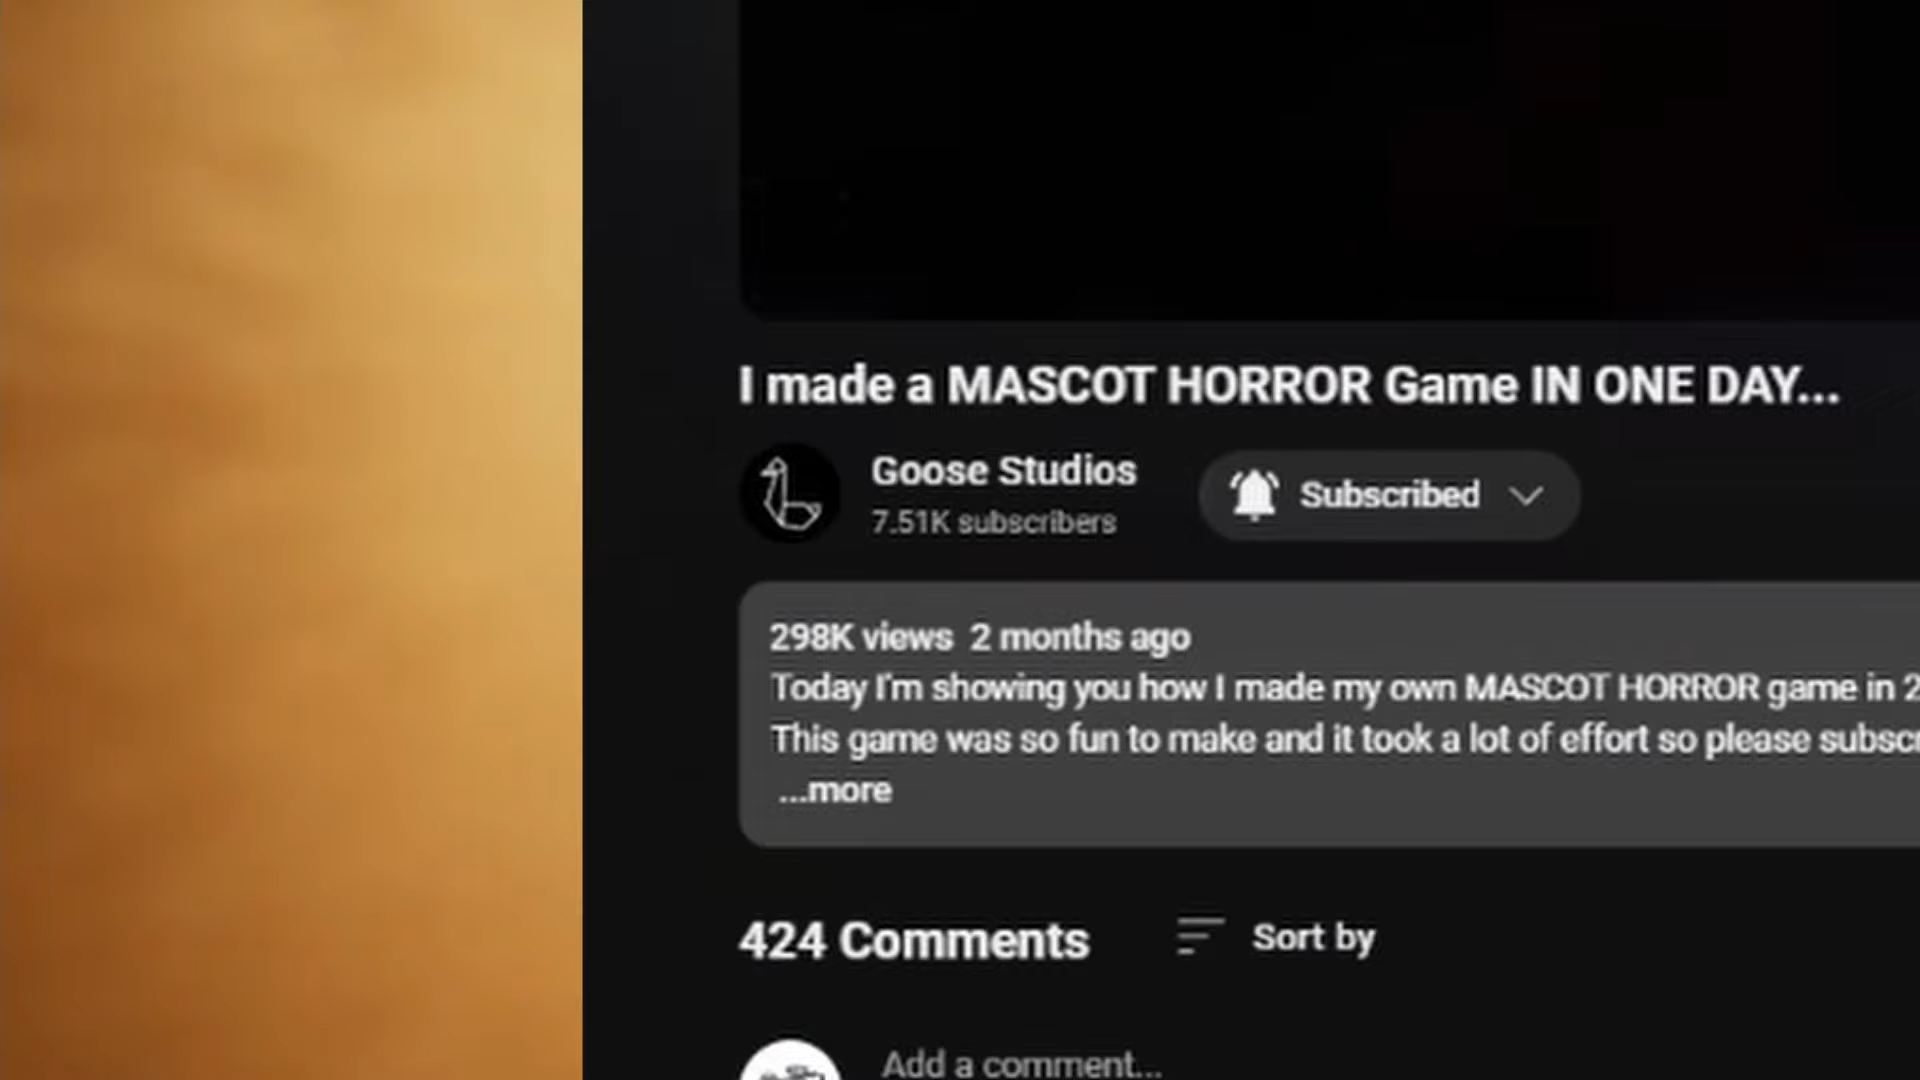 I made a MASCOT HORROR Game IN ONE DAY...
Goose Studios
7.51K subscribers
Subscribed
298K views 2 months ago
Today I'm showing you how I made my own MASCOT HORROR game in 2
This game was so fun to make and it took a lot of effort so please subscr
...more
424 Comments
Sort by
Add a comment...